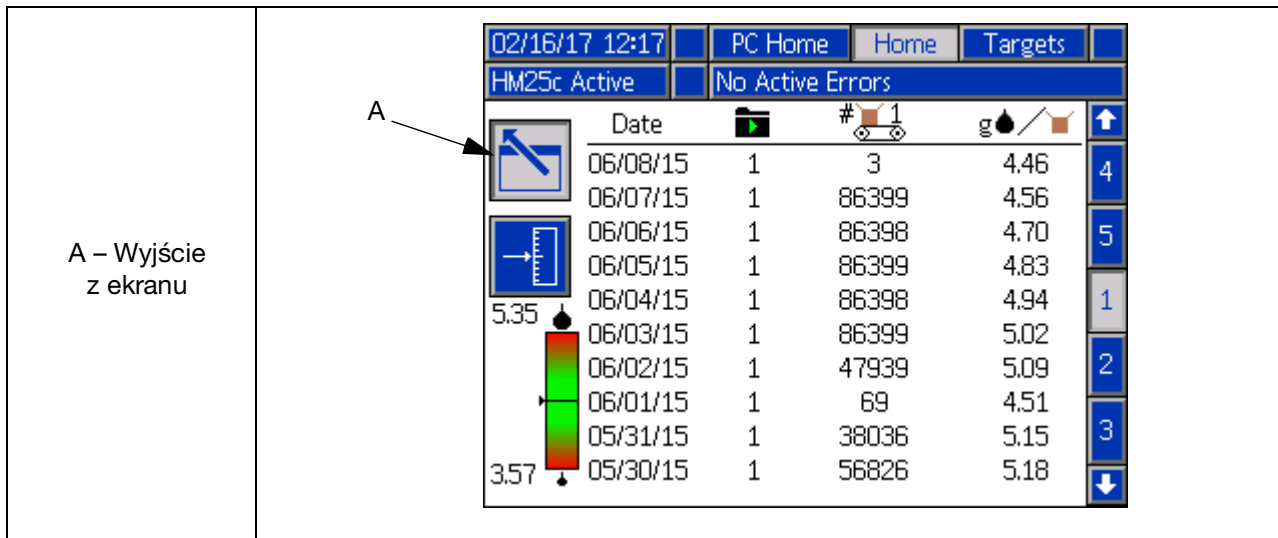 A – Wyjście
z ekranu
A
02/16/17 12:17 PC Home Home Targets
HM25c Active No Active Errors
Date # 1 g /
06/08/15 1 3 4.46
06/07/15 1 86399 4.56
06/06/15 1 86398 4.70
06/05/15 1 86399 4.83
06/04/15 1 86398 4.94
06/03/15 1 86399 5.02
06/02/15 1 47939 5.09
06/01/15 1 69 4.51
05/31/15 1 38036 5.15
05/30/15 1 56826 5.18
5.35
3.57
4
5
1
2
3